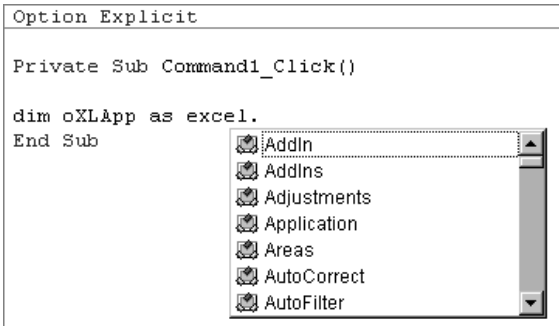 Option Explicit
Private Sub Command1_Click()
dim oXLApp as excel.
End Sub
AddIn
AddIns
Adjustments
Application
Areas
AutoCorrect
AutoFilter